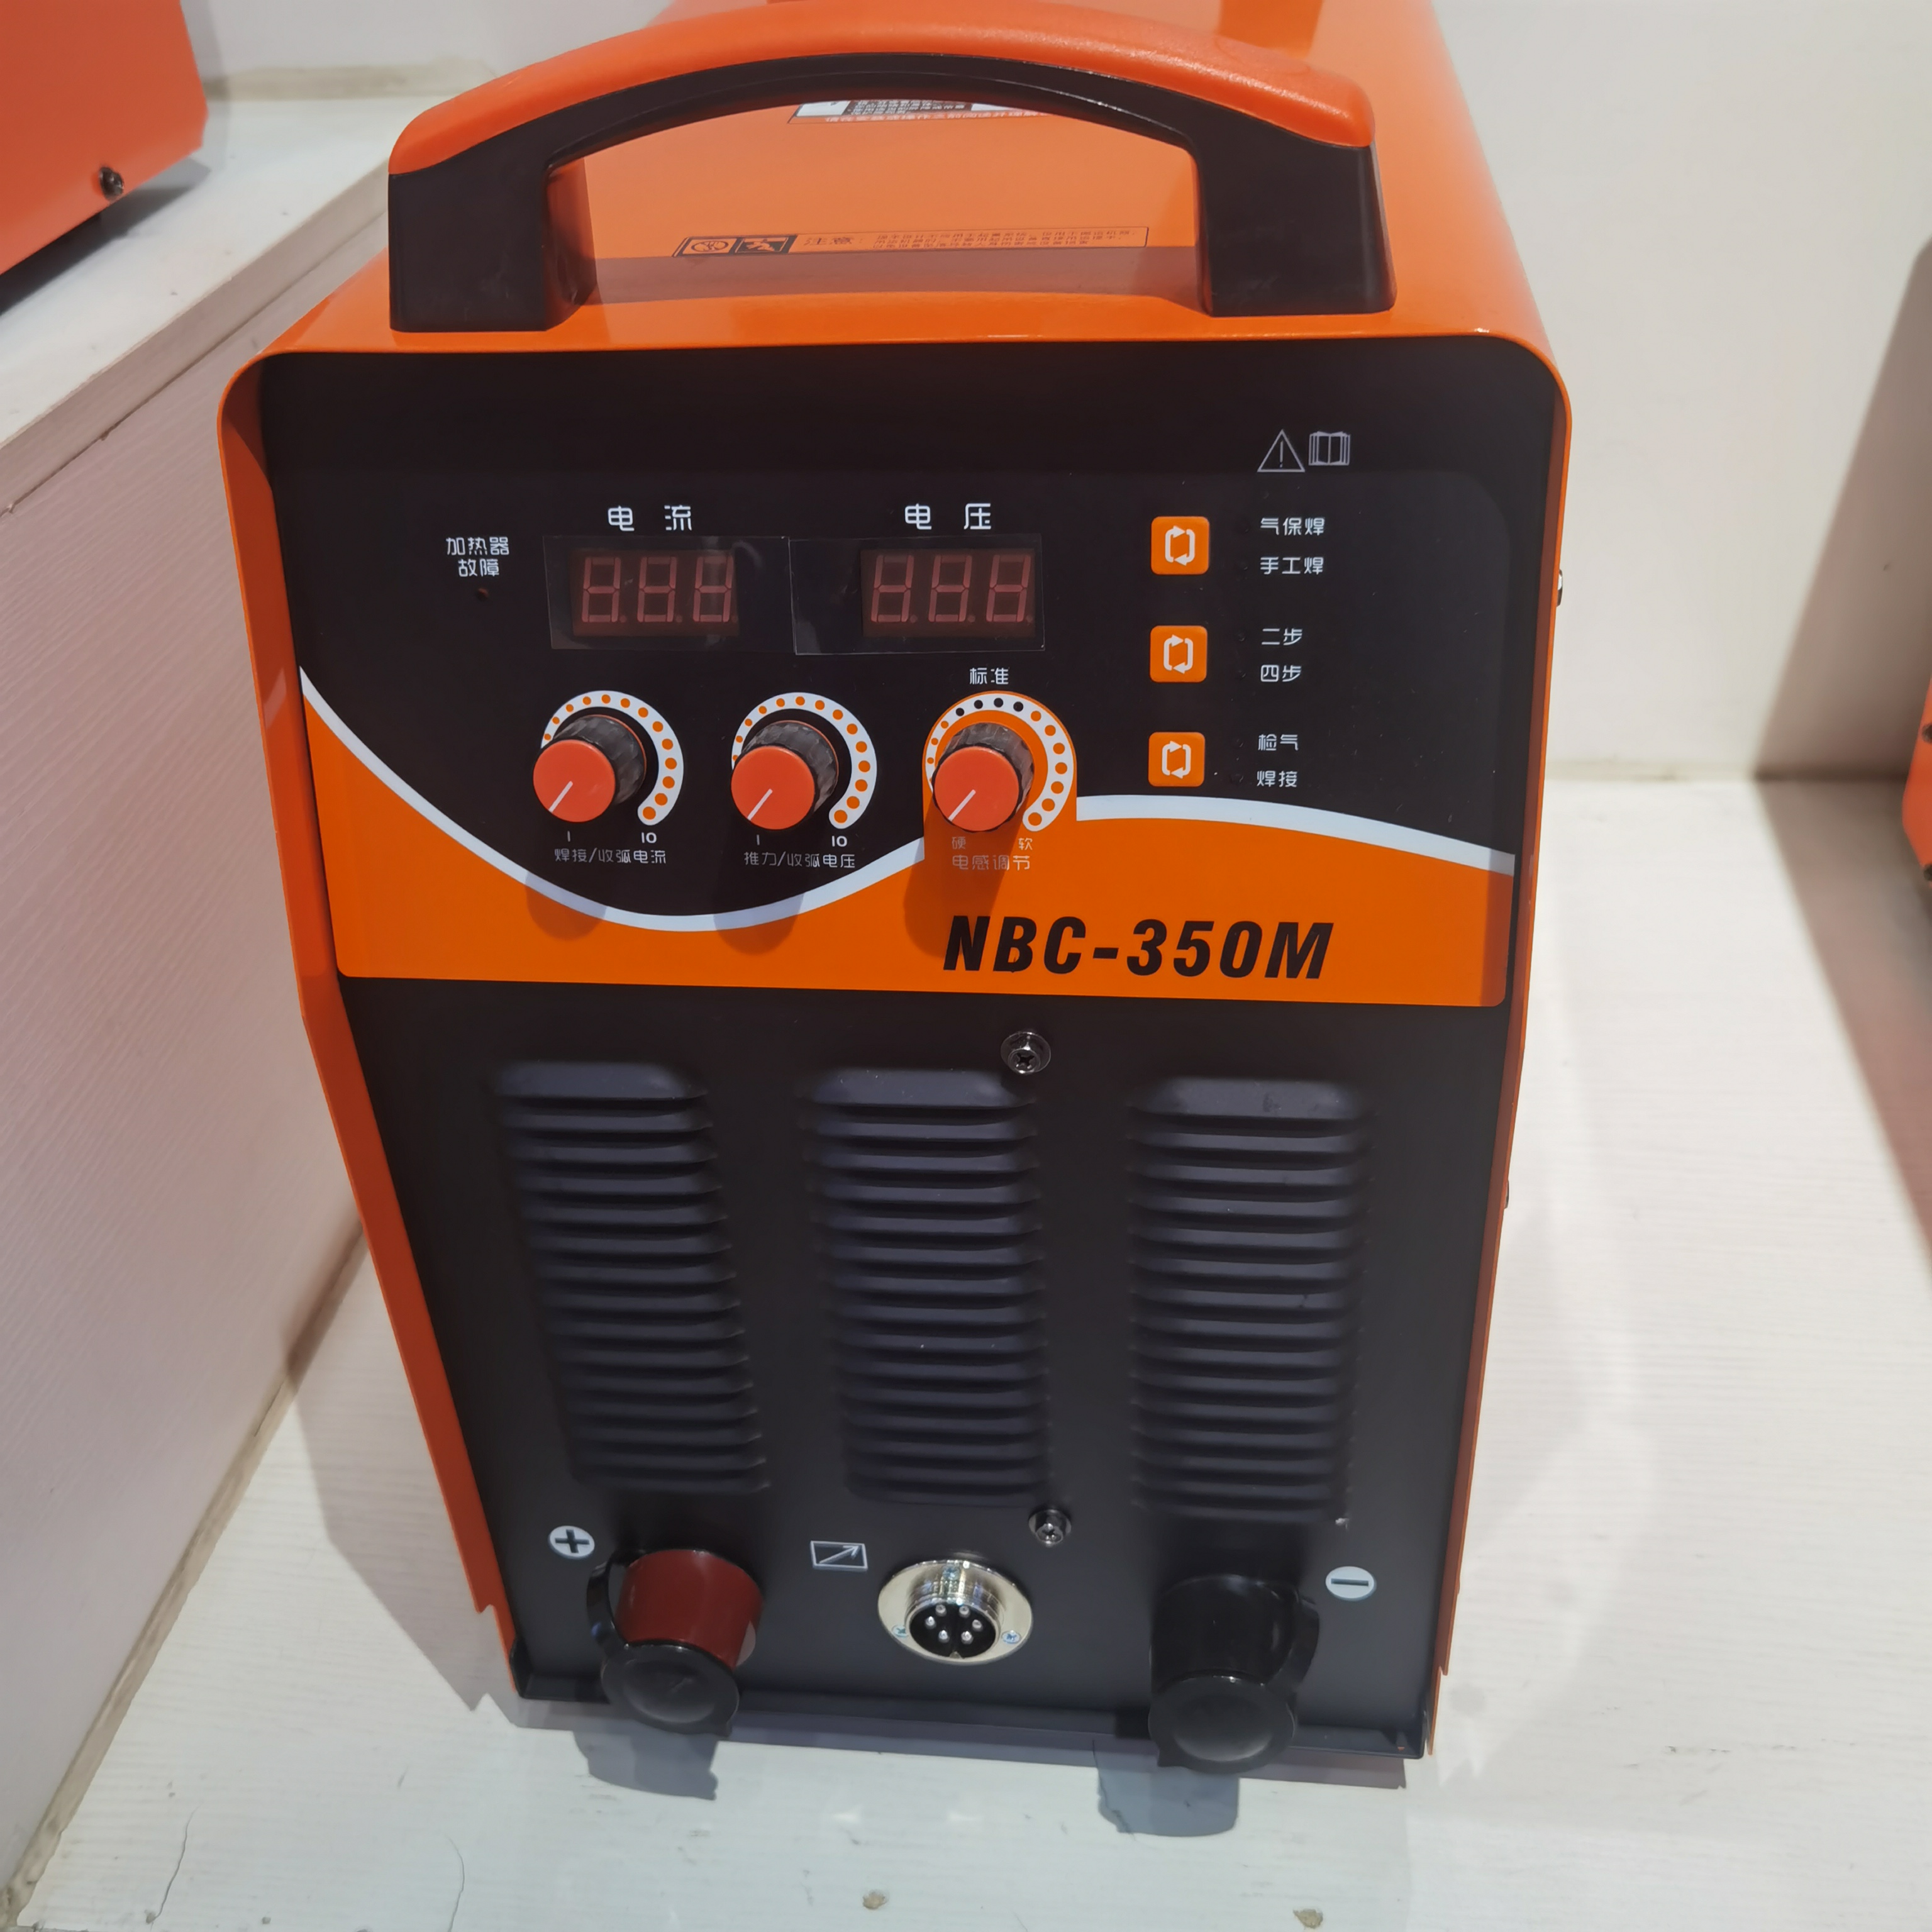 注意:
电流
电压
加热器
故障
888
888
气保焊
手工焊
二步
四步
检气
焊接
标准
1
10
焊接/收弧电流
1
10
推力/收弧电压
硬
软
电感调节
NBC-350M